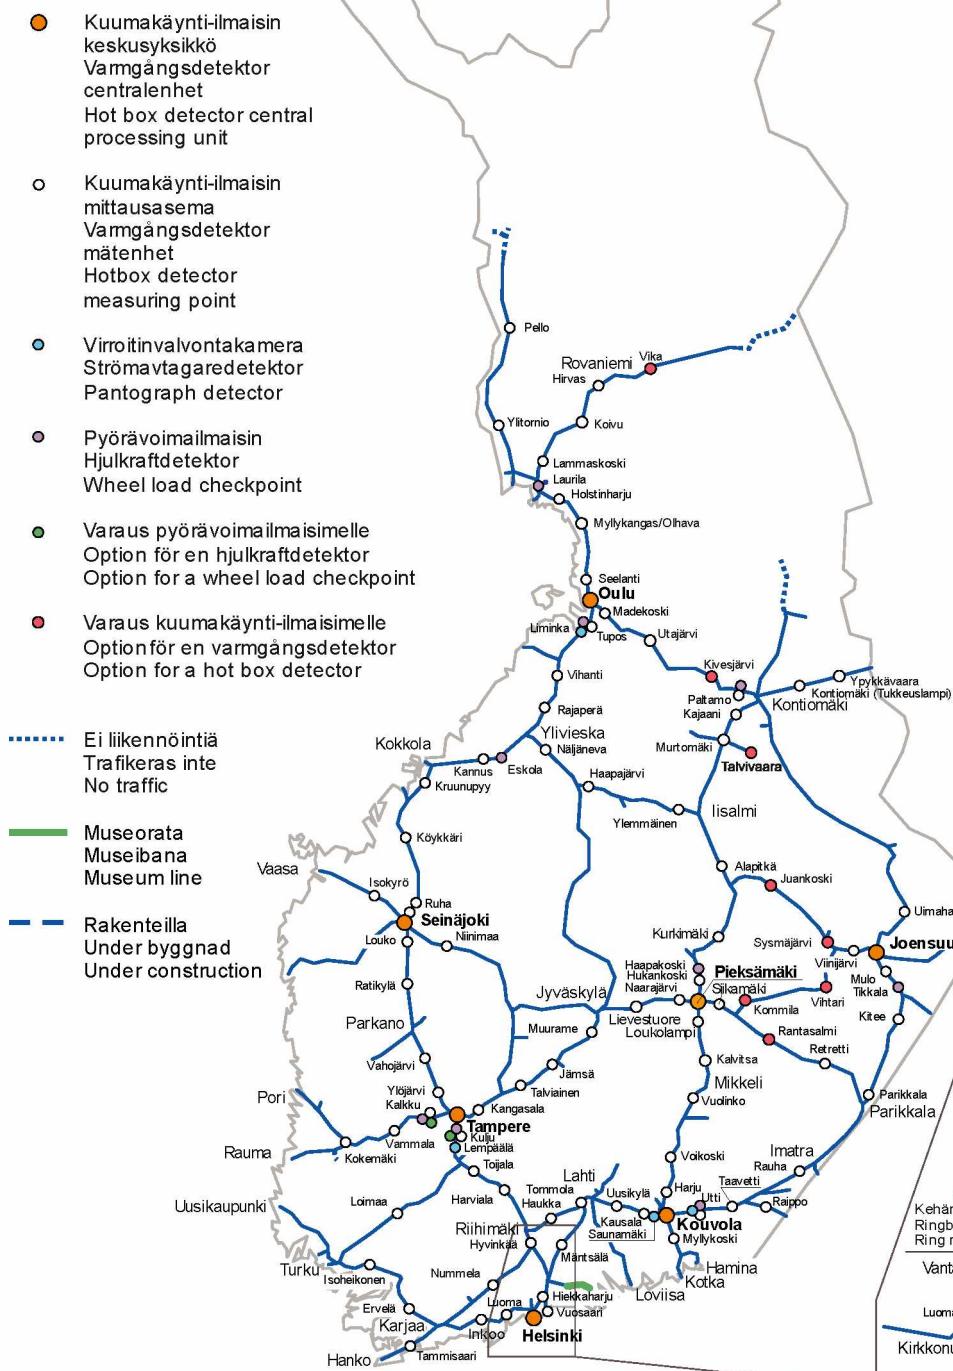 Kuumakäynti-ilmaisin
keskusyksikkö
Varmgångsdetektor
centralenhet
Hot box detector central
processing unit
Kuumakäynti-ilmaisin
mittausasema
Varmgångsdetektor
mätenhet
Hotbox detector
measuring point
Virroitinvalvontakamera
Strömavtagaredetektor
Pantograph detector
Pyörävoimailmaisin
Hjulkraftdetektor
Wheel load checkpoint
Varaus pyörävoimailmaisimelle
Option för en hjulkraftdetektor
Option for a wheel load checkpoint
Varaus kuumakäynti-ilmaisimelle
Option för en varmgångsdetektor
Option for a hot box detector
Ei liikennöintiä
Trafikeras inte
No traffic
Museorata
Museibana
Museum line
Rakenteilla
Under byggnad
Under construction
Pello
Rovaniemi
Vika
Hirvas
Ylitornio
Koivu
Lammaskoski
Laurila
Holstinharju
Myllykangas/Olhava
Seelanti
Oulu
Madekoski
Liminka
Tupos
Utajärvi
Vihanti
Kivesjärvi
Ypykkävaara
Paltamo
Kontiomäki (Tukkeuslampi)
Kontiomäki
Kajaani
Rajaperä
Ylivieska
Murtomäki
Kokkola
Näljäneva
Talvivaara
Kannus
Eskola
Haapajärvi
Kruunupyy
Iisalmi
Ylemmäinen
Köykkäri
Vaasa
Alapitkä
Juankoski
Isokyrö
Ruha
Uimaha
Seinäjoki
Kurkimäki
Louko
Niinimaa
Sysmäjärvi
Joensuu
Viinijärvi
Haapakoski
Hukankoski
Pieksämäki
Mulo
Tikkala
Ratikylä
Naarajärvi
Siikamäki
Jyväskylä
Vihtari
Kommila
Kitee
Parkano
Lievestuore
Loukolampi
Muurame
Rantasalmi
Retretti
Vahojärvi
Kalvitsa
Jämsä
Mikkeli
Ylöjärvi
Talviainen
Vuolinko
Parikkala
Parikkala
Pori
Kalkku
Kangasala
Tampere
Kulju
Vammala
Lempäälä
Rauma
Kokemäki
Imatra
Voikoski
Toijala
Rauha
Lahti
Taavetti
Uusikaupunki
Loimaa
Harviala
Tommola
Uusikylä
Harju
Utti
Raippo
Haukka
Kausala
Kouvola
Riihimäki
Saunamäki
Hyvinkää
Myllykoski
Mäntsälä
Turku
Isoheikonen
Nummela
Hamina
Kotka
Loviisa
Hiekkaharju
Luoma
Vuosaari
Ervelä
Karjaa
Inkoo
Helsinki
Hanko
Tammisaari
Kehär
Ringb
Ring r
Vanta
Luoma
Kirkkonu